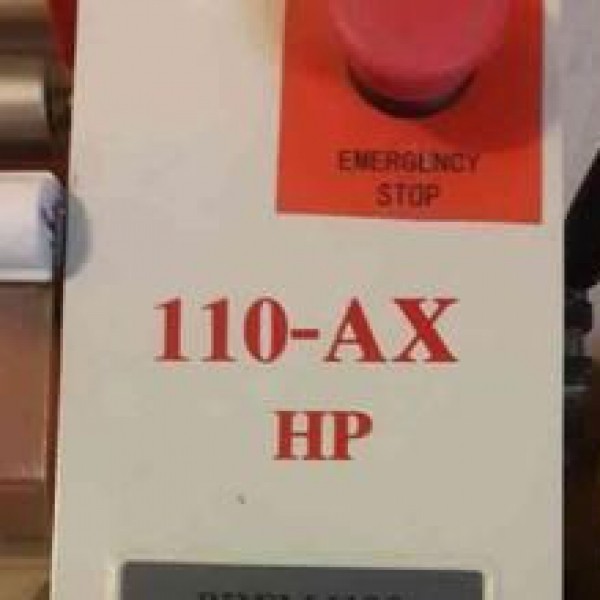 EMERGENCY
STOP
110-AX
HP